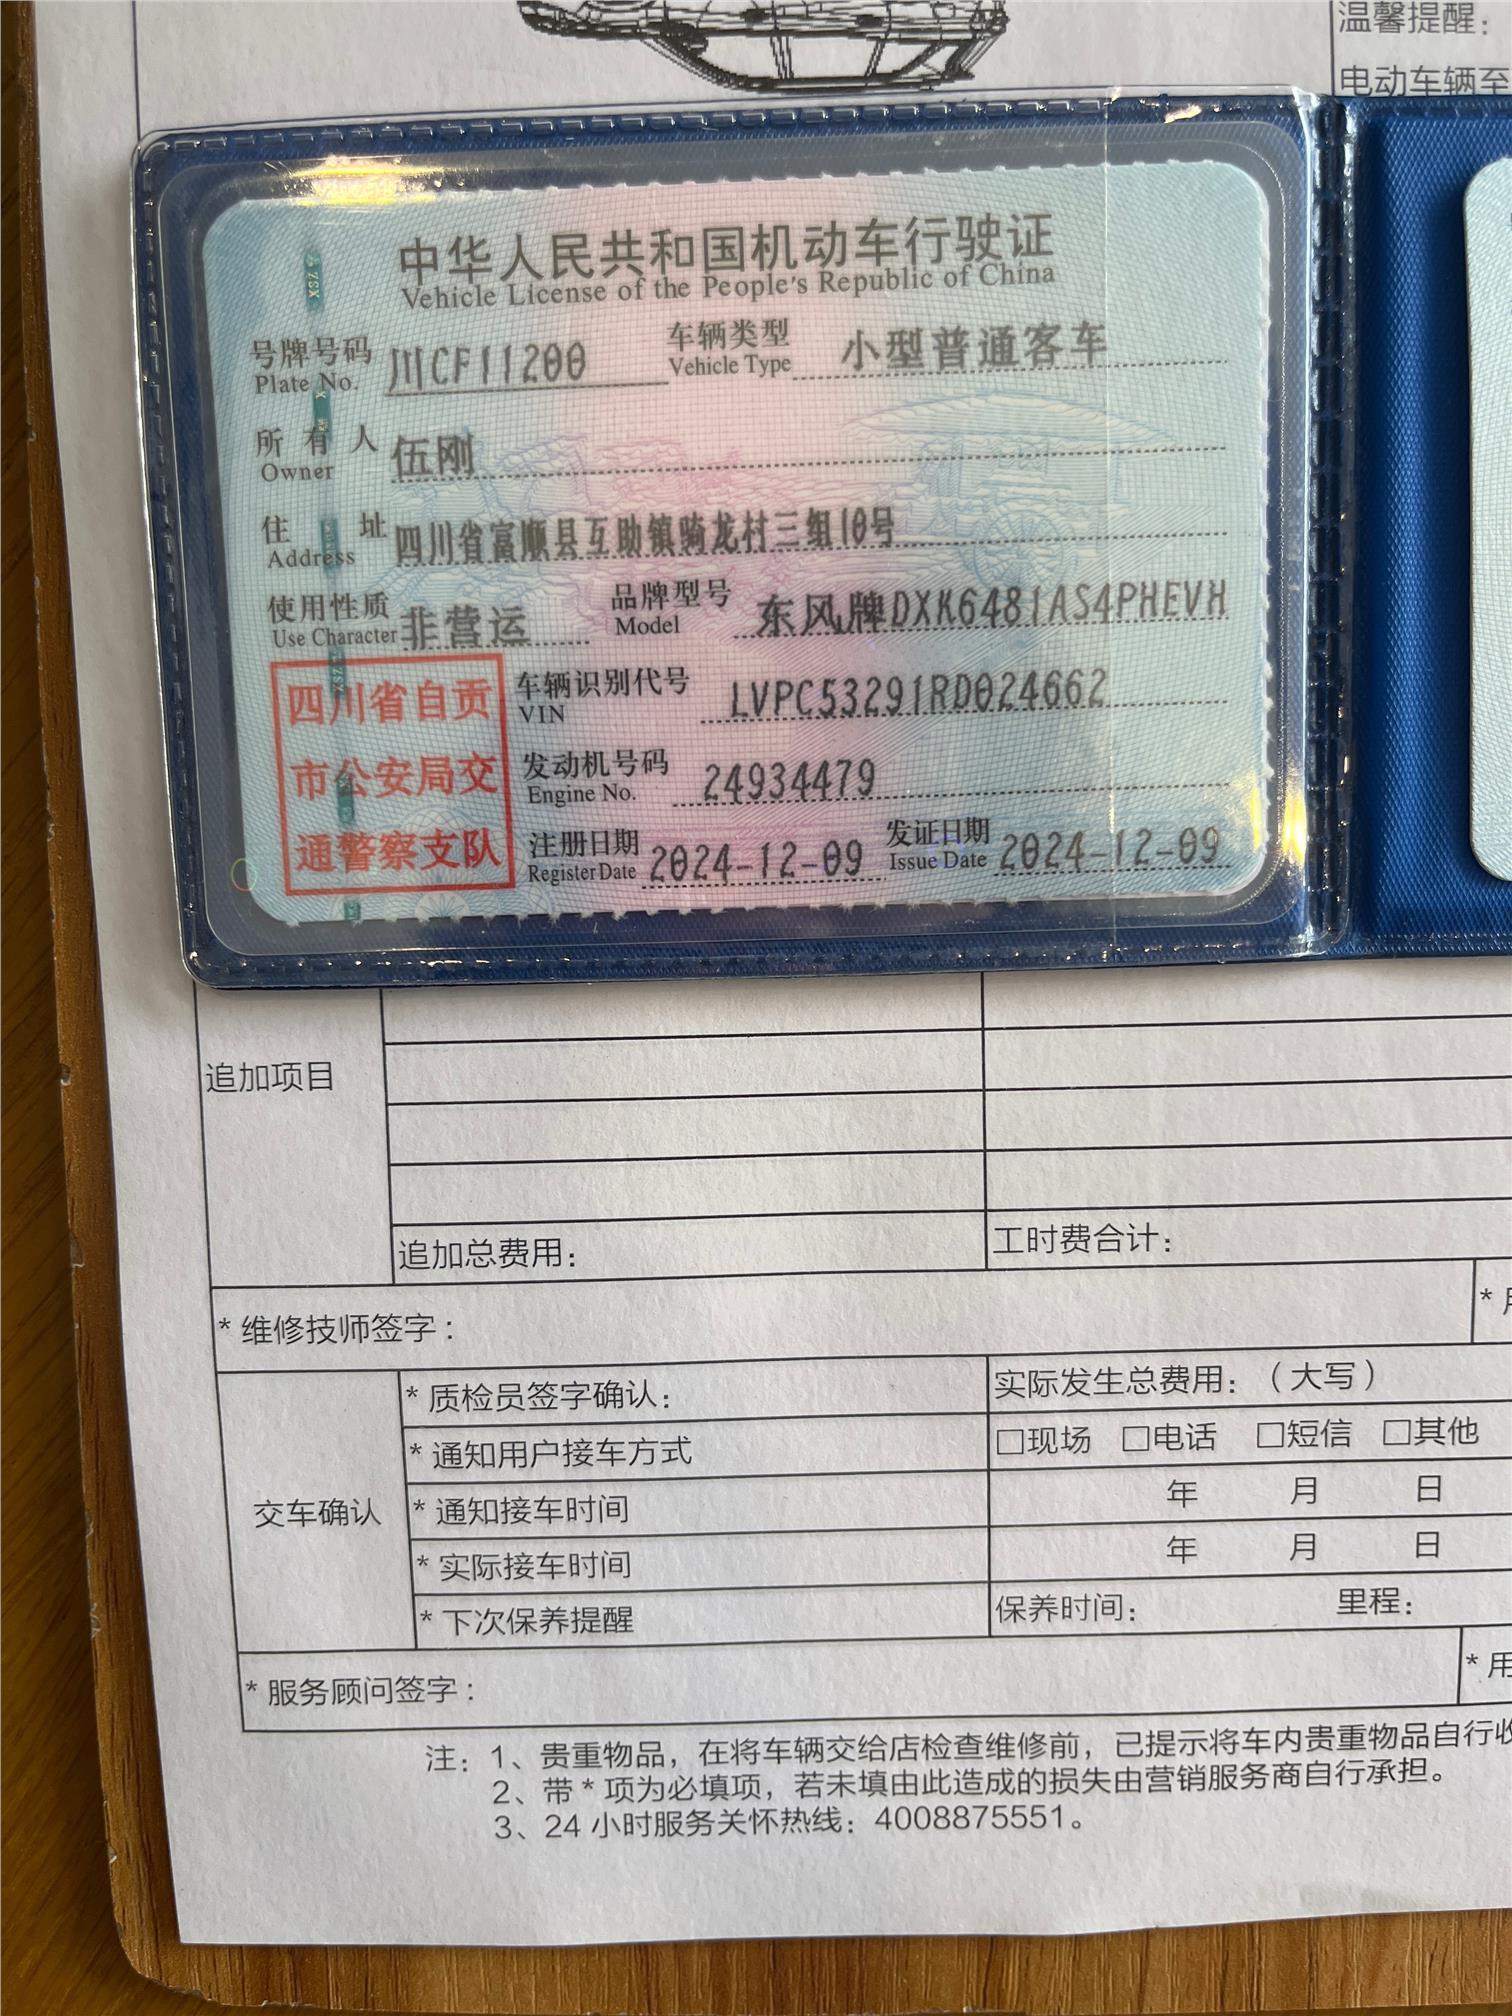 温馨提醒:
电动车辆至
中华人民共和国机动车行驶证
Vehicle License of the People's Republic of China
号牌号码 川CF11200 车辆类型 小型普通客车
Plate No. Vehicle Type
所有人 伍刚
Owner
住址 四川省富顺县互助镇骑龙村三组10号
Address
使用性质 非营运 品牌型号 东风牌DXK6481AS4PHEVH
Use Character Model
四川省自贡
市公安局交
通警察支队
车辆识别代号 LVPC53291RD024662
VIN
发动机号码 24934479
Engine No.
注册日期 2024-12-09 发证日期 2024-12-09
Register Date Issue Date
追加项目
追加总费用: 工时费合计:
* 维修技师签字:
交车确认
* 质检员签字确认: 实际发生总费用:(大写)
* 通知用户接车方式 □现场 □电话 □短信 □其他
* 通知接车时间 年 月 日
* 实际接车时间 年 月 日
* 下次保养提醒 保养时间: 里程:
* 服务顾问签字: * 用
注:1、贵重物品,在将车辆交给店检查维修前,已提示将车内贵重物品自行收
2、带 * 项为必填项,若未填由此造成的损失由营销服务商自行承担。
3、24 小时服务关怀热线:4008875551。